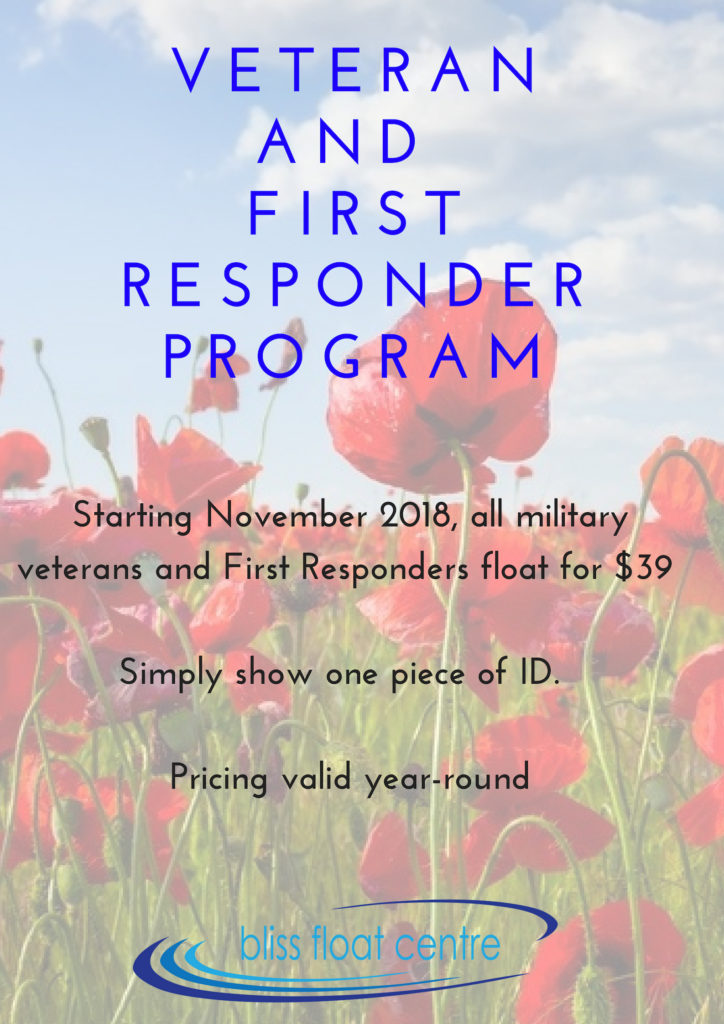 VETERAN
AND
FIRST
RESPONDER
PROGRAM
Starting November 2018, all military
veterans and First Responders float for $39
Simply show one piece of ID.
Pricing valid year-round
bliss float centre